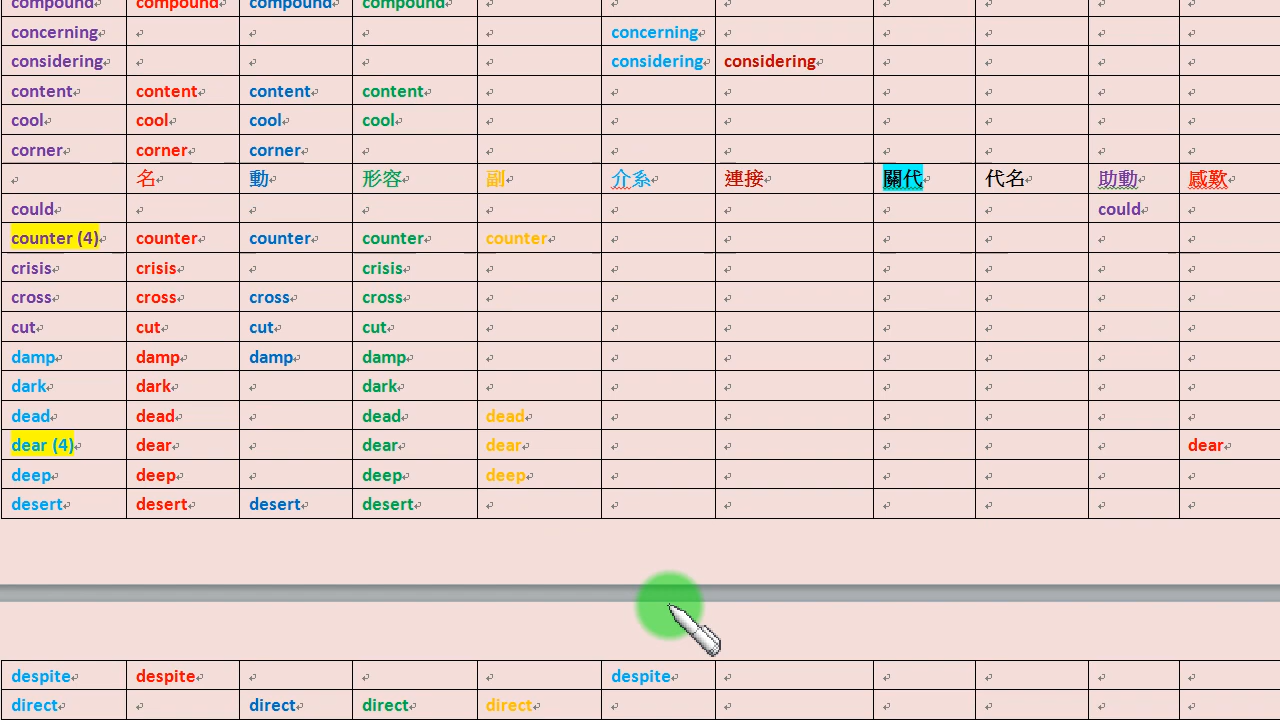 compound compound compound compound
concerning concerning
considering considering considering
content content content content
cool cool cool cool
corner corner corner
名 動 形容 副 介系 連接 關代 代名 助動 感歎
could could
counter (4) counter counter counter counter
crisis crisis crisis
cross cross cross cross
cut cut cut cut
damp damp damp damp
dark dark dark
dead dead dead dead
dear (4) dear dear dear dear
deep deep deep deep
desert desert desert desert
despite despite despite
direct direct direct direct